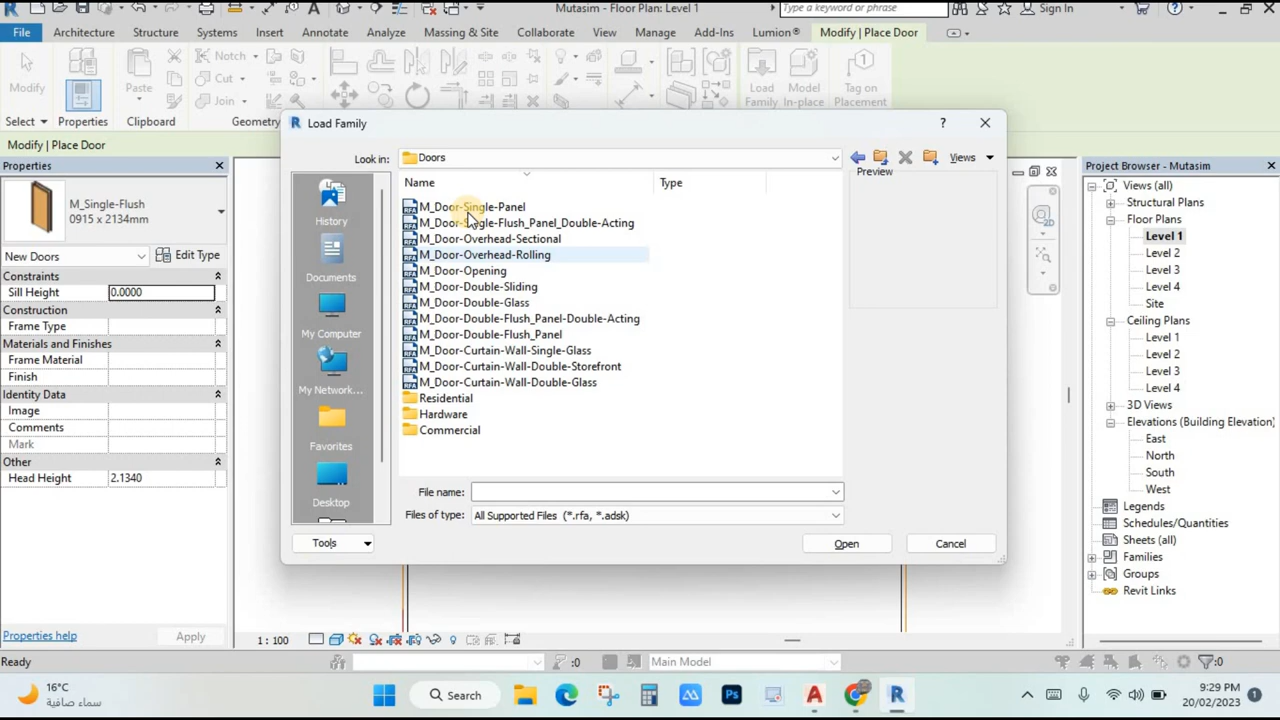 Mutasim - Floor Plan: Level 1
Type a keyword or phrase
Sign In
File
Architecture
Structure
Systems
Insert
Annotate
Analyze
Massing & Site
Collaborate
View
Manage
Add-Ins
Lumion®
Modify | Place Door
Modify
Select
Properties
Paste
Clipboard
Notch
Cut
Join
Geometry
Load
Family
Model
In-place
Tag on
Placement
Modify | Place Door
Properties
M_Single-Flush
0915 x 2134mm
New Doors
Edit Type
Constraints
Sill Height 0.0000
Construction
Frame Type
Materials and Finishes
Frame Material
Finish
Identity Data
Image
Comments
Mark
Other
Head Height 2.1340
Properties help
Apply
Load Family
Look in: Doors
Views
Name Type
Preview
M_Door-Single-Panel
M_Door-Single-Flush_Panel_Double-Acting
M_Door-Overhead-Sectional
M_Door-Overhead-Rolling
M_Door-Opening
M_Door-Double-Sliding
M_Door-Double-Glass
M_Door-Double-Flush_Panel-Double-Acting
M_Door-Double-Flush_Panel
M_Door-Curtain-Wall-Single-Glass
M_Door-Curtain-Wall-Double-Storefront
M_Door-Curtain-Wall-Double-Glass
Residential
Hardware
Commercial
History
Documents
My Computer
My Network...
Favorites
Desktop
File name:
Files of type: All Supported Files (*.rfa, *.adsk)
Tools
Open
Cancel
Project Browser - Mutasim
Views (all)
Structural Plans
Floor Plans
Level 1
Level 2
Level 3
Level 4
Site
Ceiling Plans
Level 1
Level 2
Level 3
Level 4
3D Views
Elevations (Building Elevation)
East
North
South
West
Legends
Schedules/Quantities
Sheets (all)
Families
Groups
Revit Links
1 : 100
Ready
:0
Main Model
:0
16°C
سماء صافية
Search
9:29 PM
20/02/2023